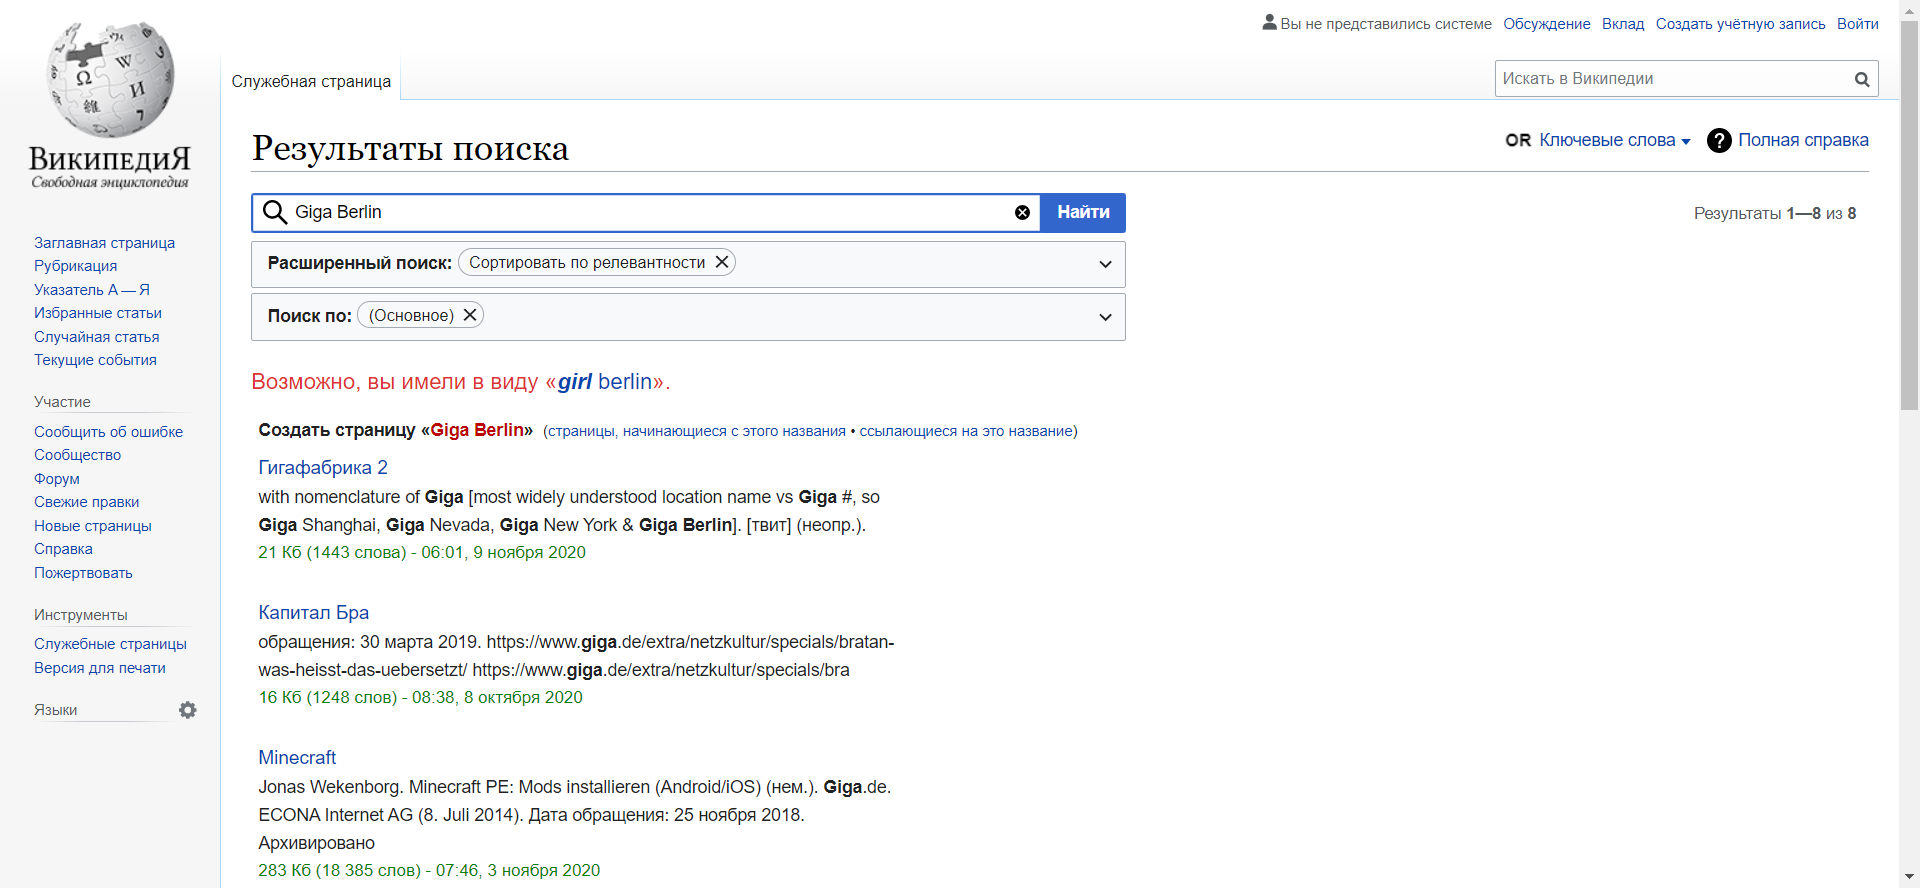 Вы не представились системе Обсуждение Вклад Создать учётную запись Войти
Служебная страница
Искать в Википедии
ВикипедиЯ
Свободная энциклопедия
Заглавная страница
Рубрикация
Указатель А — Я
Избранные статьи
Случайная статья
Текущие события
Участие
Сообщить об ошибке
Сообщество
Форум
Свежие правки
Новые страницы
Справка
Пожертвовать
Инструменты
Служебные страницы
Версия для печати
Языки
Результаты поиска
OR Ключевые слова ? Полная справка
Giga Berlin Найти
Результаты 1—8 из 8
Расширенный поиск: Сортировать по релевантности
Поиск по: (Основное)
Возможно, вы имели в виду «girl berlin».
Создать страницу «Giga Berlin» (страницы, начинающиеся с этого названия • ссылающиеся на это название)
Гигафабрика 2
with nomenclature of Giga [most widely understood location name vs Giga #, so
Giga Shanghai, Giga Nevada, Giga New York & Giga Berlin]. [твит] (неопр.).
21 Кб (1443 слова) - 06:01, 9 ноября 2020
Капитал Бра
обращения: 30 марта 2019. https://www.giga.de/extra/netzkultur/specials/bratan-
was-heisst-das-uebersetzt/ https://www.giga.de/extra/netzkultur/specials/bra
16 Кб (1248 слов) - 08:38, 8 октября 2020
Minecraft
Jonas Wekenborg. Minecraft PE: Mods installieren (Android/iOS) (нем.). Giga.de.
ECONA Internet AG (8. Juli 2014). Дата обращения: 25 ноября 2018.
Архивировано
283 Кб (18 385 слов) - 07:46, 3 ноября 2020